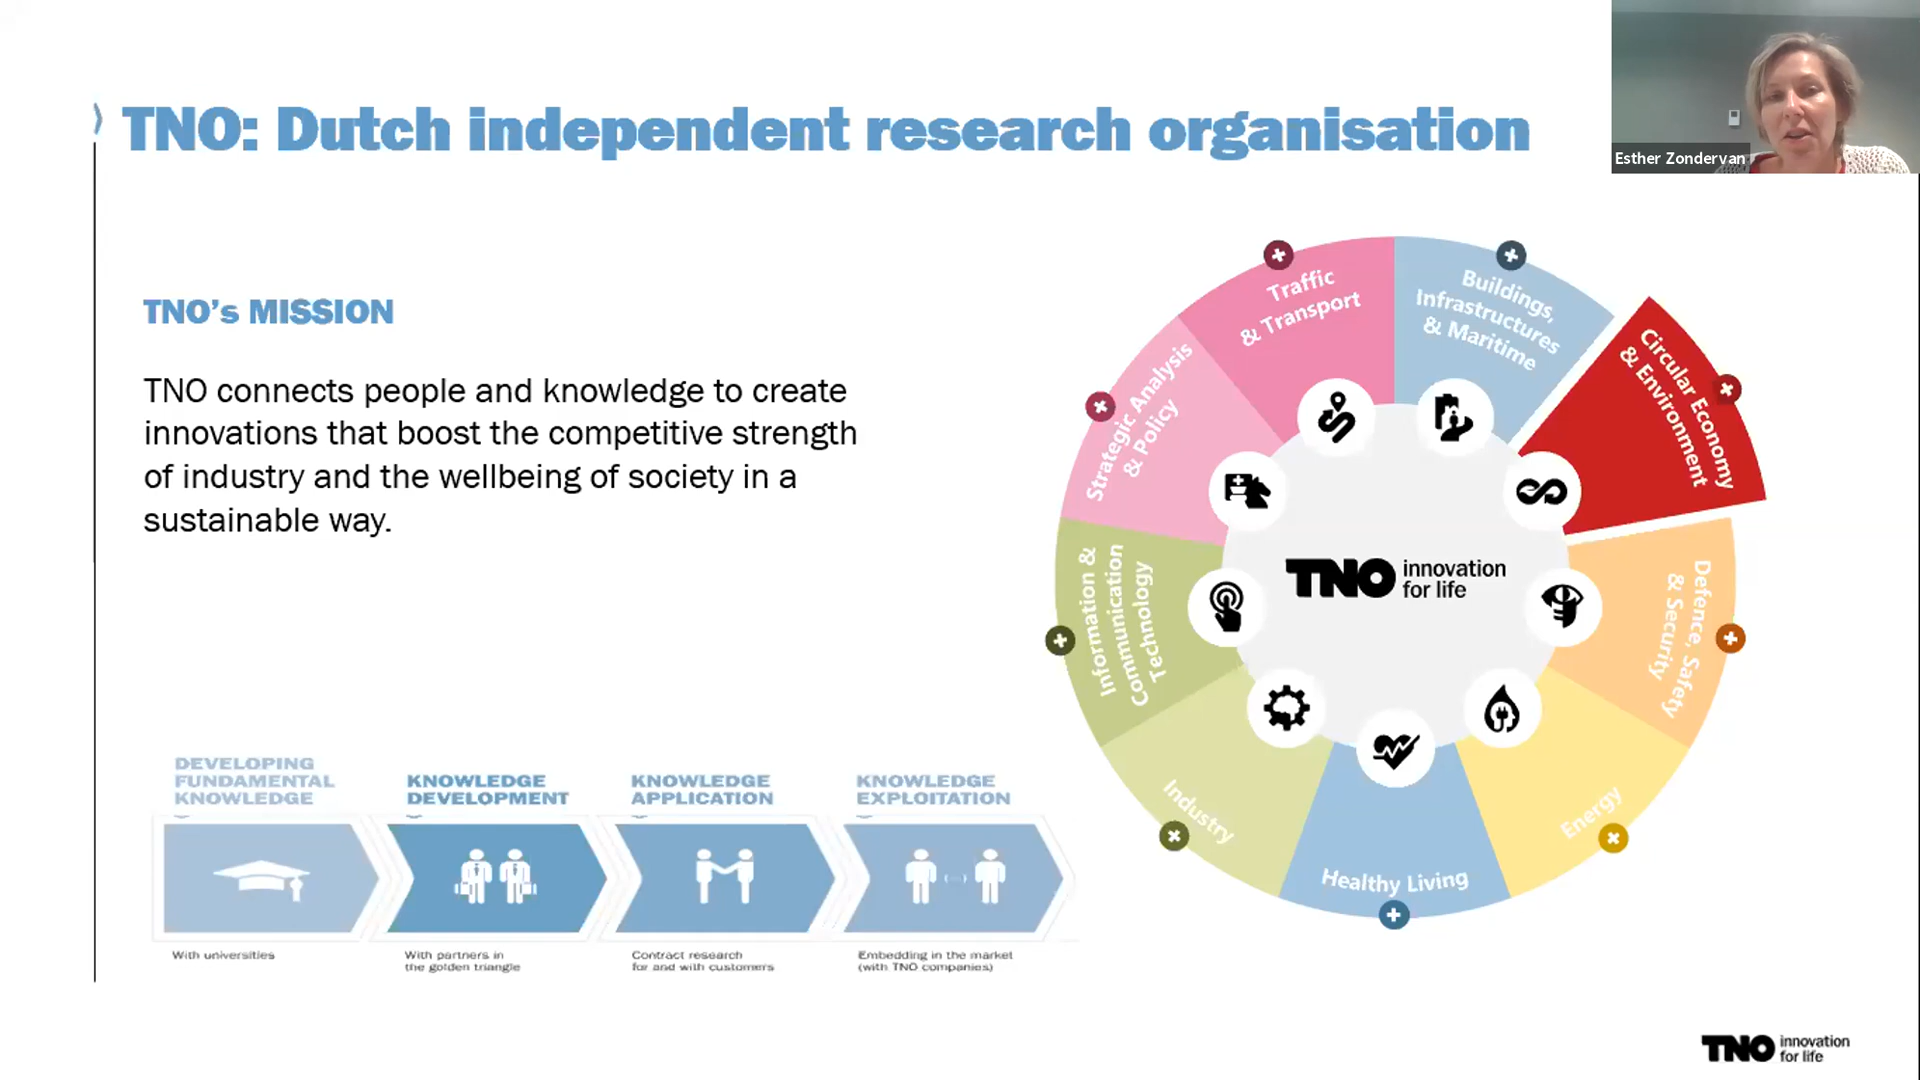 TNO: Dutch independent research organisation
Esther Zondervan
TNO's MISSION
TNO connects people and knowledge to create
innovations that boost the competitive strength
of industry and the wellbeing of society in a
sustainable way.
DEVELOPING
FUNDAMENTAL
KNOWLEDGE
KNOWLEDGE
DEVELOPMENT
KNOWLEDGE
APPLICATION
KNOWLEDGE
EXPLOITATION
With universities
With partners in
the golden triangle
Contract research
for and with customers
Embedding in the market
(with TNO companies)
Traffic
& Transport
Buildings,
Infrastructures
& Maritime
Circular Economy
& Environment
Defence, Safety
& Security
Energy
Healthy Living
Industry
Information &
Communication
Technology
Strategic Analysis
& Policy
TNO innovation
for life
TNO innovation
for life